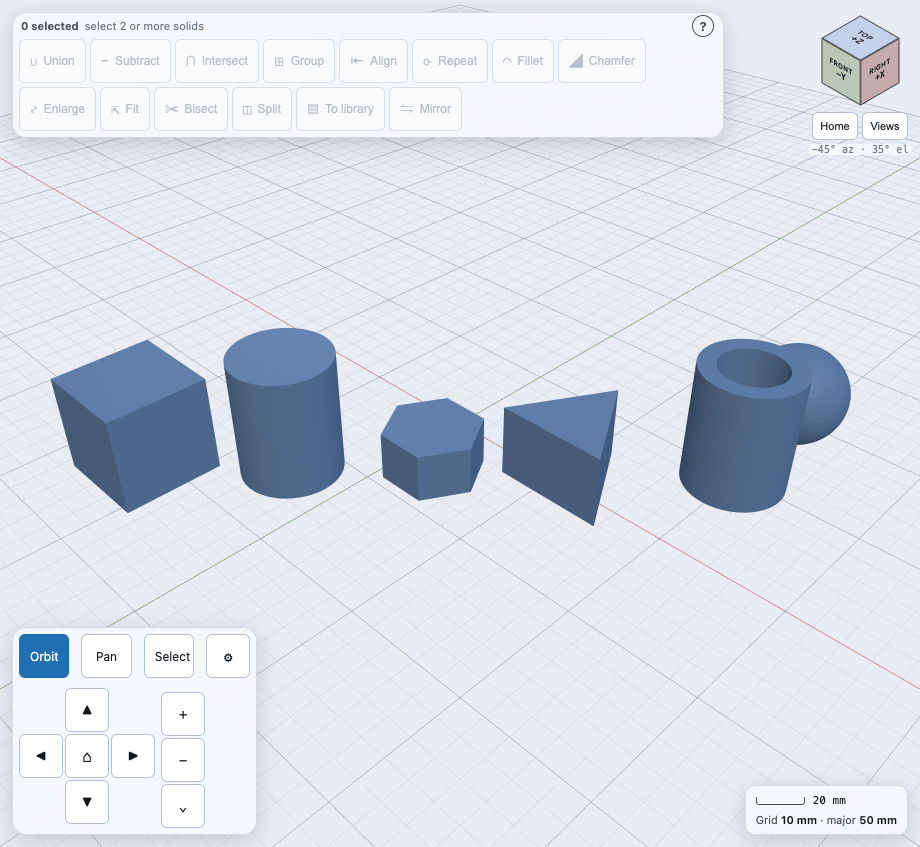 0 selected select 2 or more solids ?
∪ Union − Subtract ∩ Intersect ⊞ Group ⇤ Align ⟳ Repeat ◠ Fillet ◢ Chamfer
⤢ Enlarge ⇱ Fit ✂ Bisect ◫ Split ▤ To library ⇋ Mirror
TOP
+Z
FRONT
−Y
RIGHT
+X
Home Views
−45° az · 35° el
Orbit Pan Select ⚙
▲ +
◀ ⌂ ▶ −
▼ ⌄
20 mm
Grid 10 mm · major 50 mm